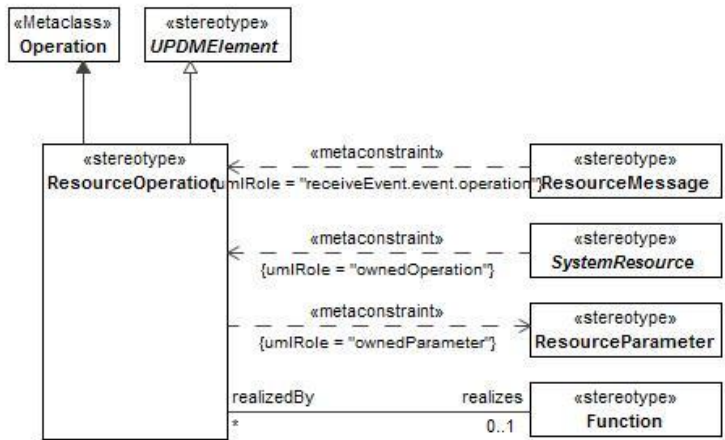 «Metaclass»
Operation
«stereotype»
UPDMElement
«stereotype»
ResourceOperation
«metaconstraint»
{umlRole = "receiveEvent.event.operation"}
«stereotype»
ResourceMessage
«metaconstraint»
{umlRole = "ownedOperation"}
«stereotype»
SystemResource
«metaconstraint»
{umlRole = "ownedParameter"}
«stereotype»
ResourceParameter
realizedBy
*
realizes
0..1
«stereotype»
Function